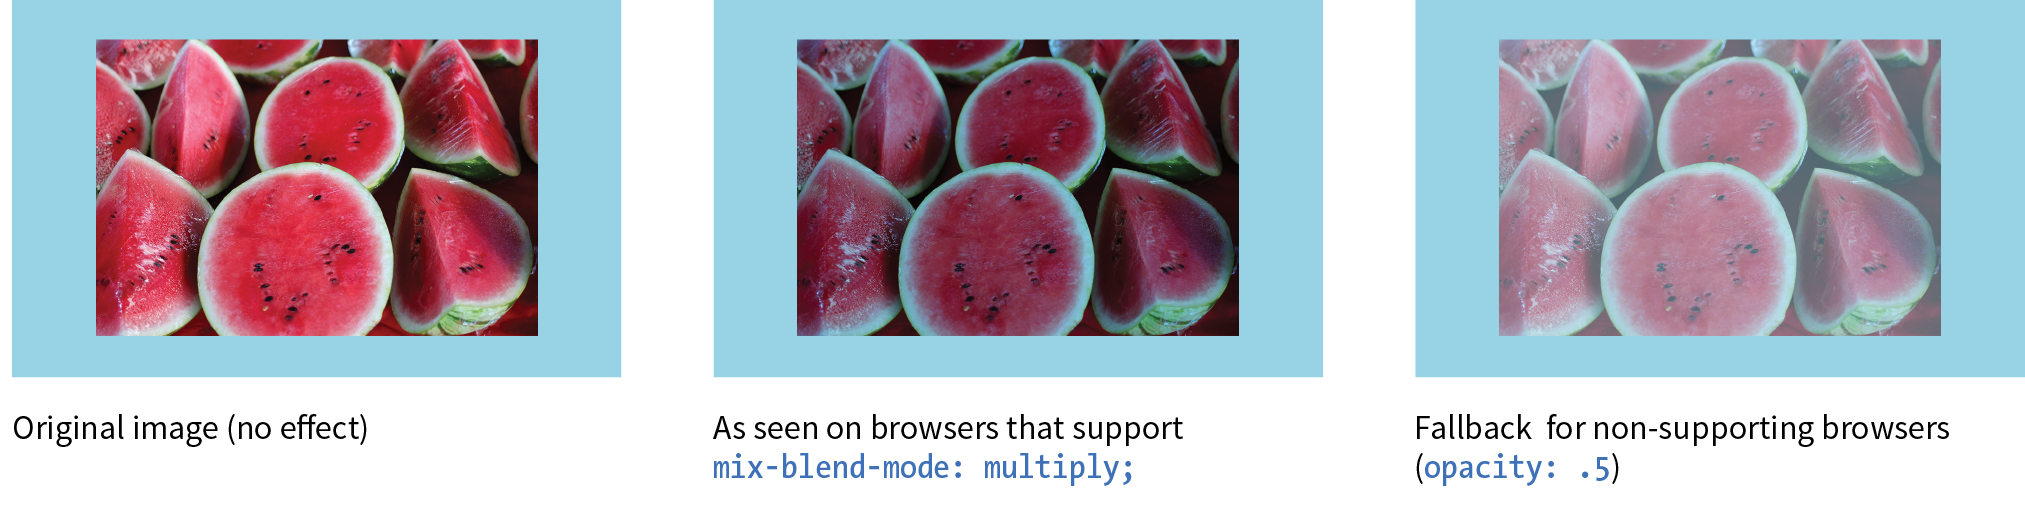 Original image (no effect)
As seen on browsers that support
mix-blend-mode: multiply;
Fallback for non-supporting browsers
(opacity: .5)